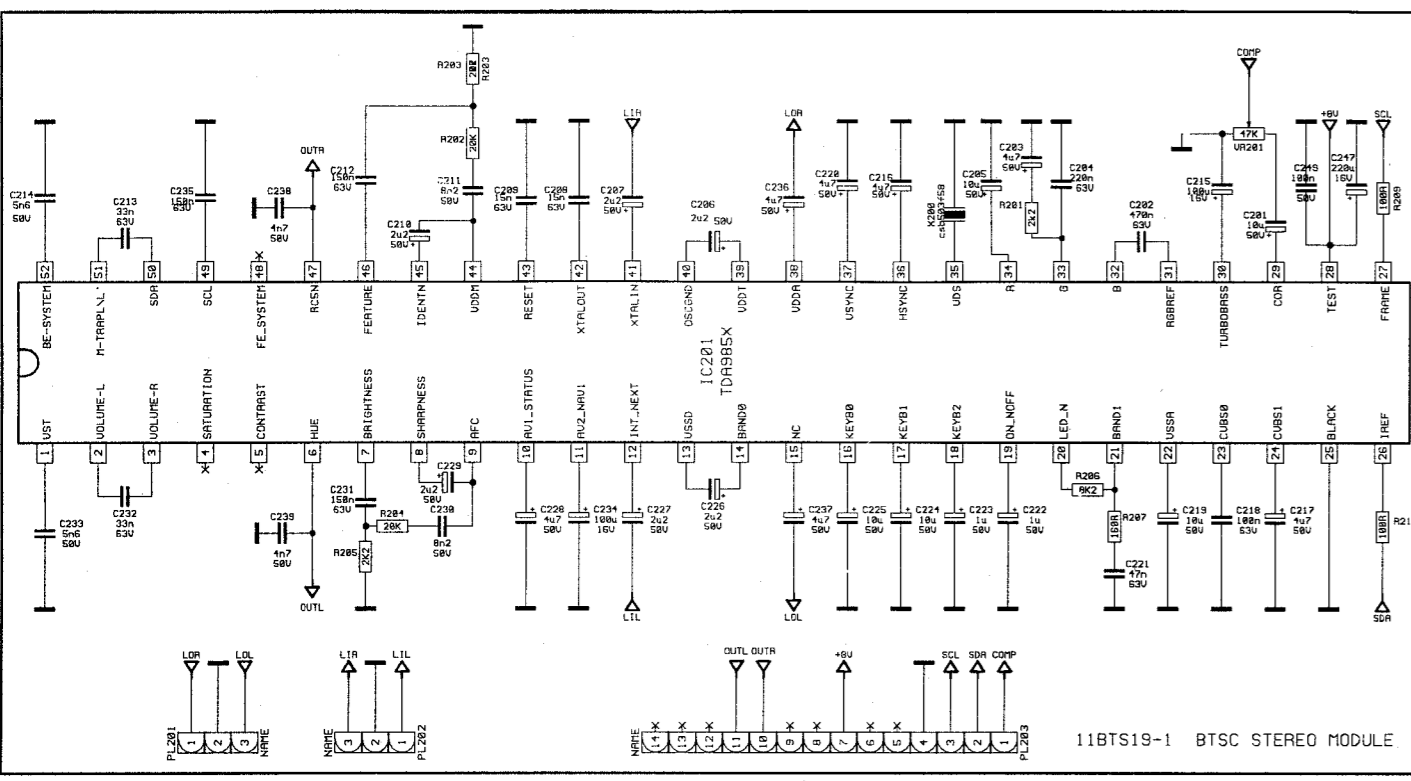 COMP
R203
200
R203
LIR
LOR
+8V
SCL
R202
20K
OUTR
C212
150n
63V
C211
8n2
50V
C203
4u7
50V
C204
220n
63V
47K
VR201
C249
100n
50V
C247
220u
16V
100R
R209
C214
5n6
50V
C213
33n
63V
C235
150n
63V
C238
4n7
50V
C210
2u2
50V
C209
15n
63V
C208
15n
63V
C207
2u2
50V
C206
2u2
50V
C236
4u7
50V
C220
4u7
50V
C216
4u7
50V
X200
csb503f58
C205
10u
50V
R201
2k2
C202
470n
63V
C215
100u
16V
C201
10u
50V
52 51 50 49 48 47 46 45 44 43 42 41 40 39 38 37 36 35 34 33 32 31 30 29 28 27
BE-SYSTEM
M-TRAPL\L'
SDA
SCL
FE_SYSTEM
RC5N
FERTURE
IDENTN
VDDM
RESET
XTALOUT
XTALIN
OSCGND
VDDT
VDDA
VSYNC
HSYNC
VDS
R
G
B
RGBREF
TURBOBASS
COR
TEST
FRAME
IC201
TDA985X
VST
VOLUME-L
VOLUME-R
SATURATION
CONTRAST
HUE
BRIGHTNESS
SHARPNESS
AFC
AV1_STATUS
AV2_NAV1
INT_NEXT
VSSD
BAND0
NC
KEYB0
KEYB1
KEYB2
ON_NOFF
LED_N
BAND1
VSSA
CVBS0
CVBS1
BLACK
IREF
1 2 3 4 5 6 7 8 9 10 11 12 13 14 15 16 17 18 19 20 21 22 23 24 25 26
C233
5n6
50V
C232
33n
63V
C239
4n7
50V
C231
150n
63V
R204
20K
R205
2K2
C229
2u2
50V
C230
8n2
50V
C228
4u7
50V
C234
100u
16V
C227
2u2
50V
C226
2u2
50V
C237
4u7
50V
C225
10u
50V
C224
10u
50V
C223
1u
50V
C222
1u
50V
R206
8K2
R207
160R
C221
47n
63V
C219
10u
50V
C218
100n
63V
C217
4u7
50V
100R
R21
OUTL
LIL
LOL
SDA
LOR
LOL
LIR
LIL
OUTL OUTR
+8V
SCL SDA COMP
PL201
1 2 3
NAME
NAME
3 2 1
PL202
NAME
14 13 12 11 10 9 8 7 6 5 4 3 2 1
PL203
11BTS19-1 BTSC STEREO MODULE